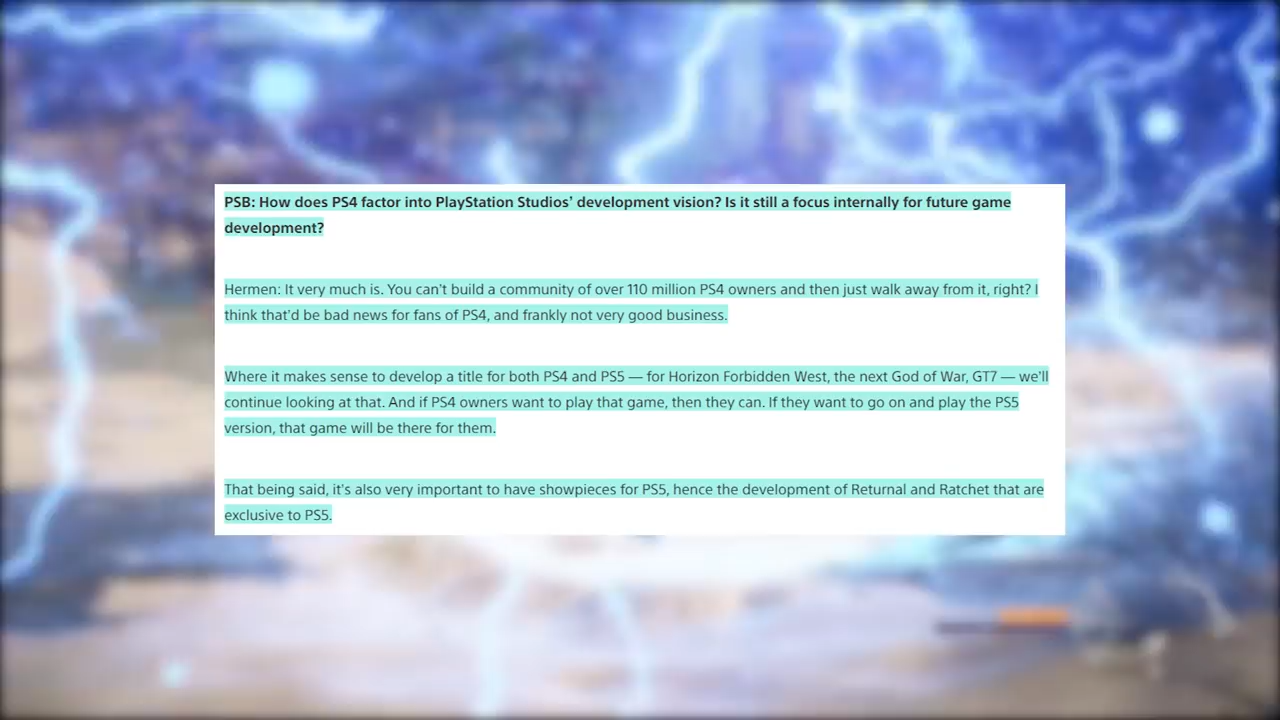 PSB: How does PS4 factor into PlayStation Studios’ development vision? Is it still a focus internally for future game
development?
Hermen: It very much is. You can’t build a community of over 110 million PS4 owners and then just walk away from it, right? I
think that’d be bad news for fans of PS4, and frankly not very good business.
Where it makes sense to develop a title for both PS4 and PS5 — for Horizon Forbidden West, the next God of War, GT7 — we’ll
continue looking at that. And if PS4 owners want to play that game, then they can. If they want to go on and play the PS5
version, that game will be there for them.
That being said, it’s also very important to have showpieces for PS5, hence the development of Returnal and Ratchet that are
exclusive to PS5.